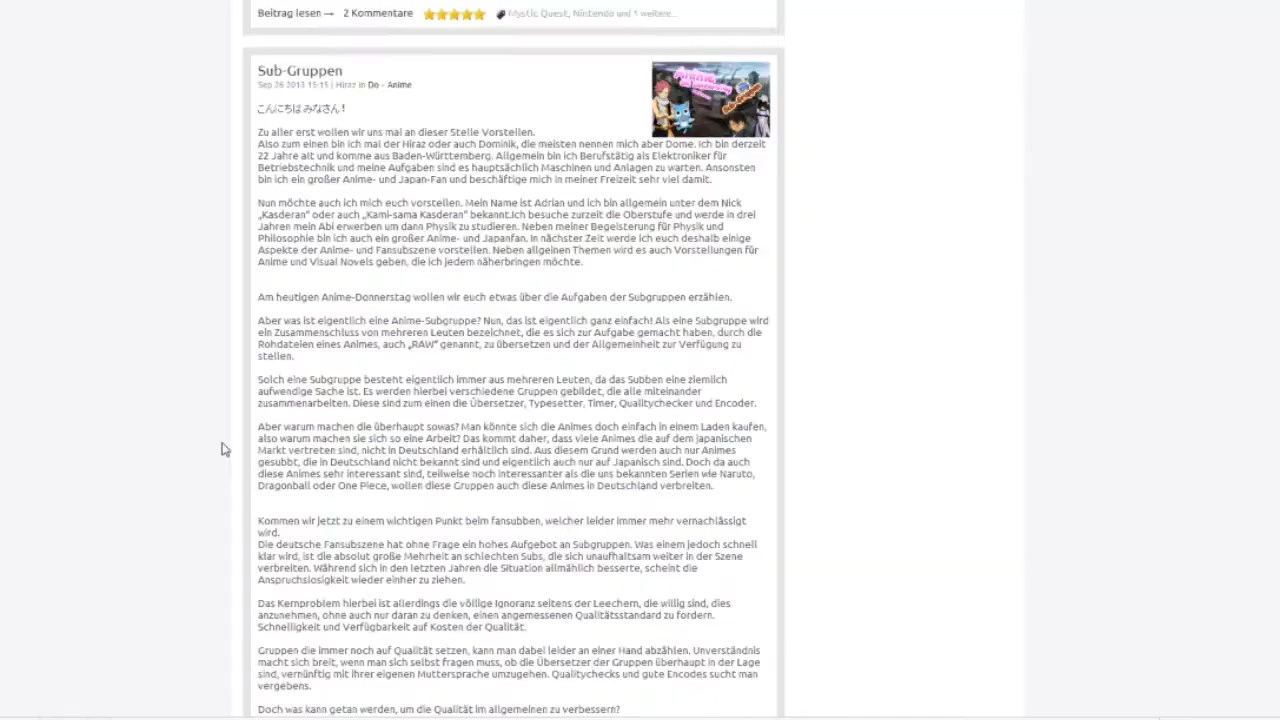 Beitrag lesen → 2 Kommentare Mystic Quest, Nintendo und 1 weitere...
Sub-Gruppen
Sep 26 2013 15:15 | Hiraz in Do - Anime
こんにちは みなさん !
Zu aller erst wollen wir uns mal an dieser Stelle Vorstellen.
Also zum einen bin ich mal der Hiraz oder auch Dominik, die meisten nennen mich aber Dome. Ich bin derzeit
22 Jahre alt und komme aus Baden-Württemberg. Allgemein bin ich Berufstätig als Elektroniker für
Betriebstechnik und meine Aufgaben sind es hauptsächlich Maschinen und Anlagen zu warten. Ansonsten
bin ich ein großer Anime- und Japan-Fan und beschäftige mich in meiner Freizeit sehr viel damit.
Nun möchte auch ich mich euch vorstellen. Mein Name ist Adrian und ich bin allgemein unter dem Nick
„Kasderan" oder auch „Kami-sama Kasderan" bekannt.Ich besuche zurzeit die Oberstufe und werde in drei
Jahren mein Abi erwerben um dann Physik zu studieren. Neben meiner Begeisterung für Physik und
Philosophie bin ich auch ein großer Anime- und Japanfan. In nächster Zeit werde ich euch deshalb einige
Aspekte der Anime- und Fansubszene vorstellen. Neben allgeinen Themen wird es auch Vorstellungen für
Anime und Visual Novels geben, die ich jedem näherbringen möchte.
Am heutigen Anime-Donnerstag wollen wir euch etwas über die Aufgaben der Subgruppen erzählen.
Aber was ist eigentlich eine Anime-Subgruppe? Nun, das ist eigentlich ganz einfach! Als eine Subgruppe wird
ein Zusammenschluss von mehreren Leuten bezeichnet, die es sich zur Aufgabe gemacht haben, durch die
Rohdateien eines Animes, auch „RAW" genannt, zu übersetzen und der Allgemeinheit zur Verfügung zu
stellen.
Solch eine Subgruppe besteht eigentlich immer aus mehreren Leuten, da das Subben eine ziemlich
aufwendige Sache ist. Es werden hierbei verschiedene Gruppen gebildet, die alle miteinander
zusammenarbeiten. Diese sind zum einen die Übersetzer, Typesetter, Timer, Qualitychecker und Encoder.
Aber warum machen die überhaupt sowas? Man könnte sich die Animes doch einfach in einem Laden kaufen,
also warum machen sie sich so eine Arbeit? Das kommt daher, dass viele Animes die auf dem japanischen
Markt vertreten sind, nicht in Deutschland erhältlich sind. Aus diesem Grund werden auch nur Animes
gesubbt, die in Deutschland nicht bekannt sind und eigentlich auch nur auf Japanisch sind. Doch da auch
diese Animes sehr interessant sind, teilweise noch interessanter als die uns bekannten Serien wie Naruto,
Dragonball oder One Piece, wollen diese Gruppen auch diese Animes in Deutschland verbreiten.
Kommen wir jetzt zu einem wichtigen Punkt beim fansubben, welcher leider immer mehr vernachlässigt
wird.
Die deutsche Fansubszene hat ohne Frage ein hohes Aufgebot an Subgruppen. Was einem jedoch schnell
klar wird, ist die absolut große Mehrheit an schlechten Subs, die sich unaufhaltsam weiter in der Szene
verbreiten. Während sich in den letzten Jahren die Situation allmählich besserte, scheint die
Anspruchslosigkeit wieder einher zu ziehen.
Das Kernproblem hierbei ist allerdings die völlige Ignoranz seitens der Leechern, die willig sind, dies
anzunehmen, ohne auch nur daran zu denken, einen angemessenen Qualitätsstandard zu fordern.
Schnelligkeit und Verfügbarkeit auf Kosten der Qualität.
Gruppen die immer noch auf Qualität setzen, kann man dabei leider an einer Hand abzählen. Unverständnis
macht sich breit, wenn man sich selbst fragen muss, ob die Übersetzer der Gruppen überhaupt in der Lage
sind, vernünftig mit ihrer eigenen Muttersprache umzugehen. Qualitychecks und gute Encodes sucht man
vergebens.
Doch was kann getan werden, um die Qualität im allgemeinen zu verbessern?